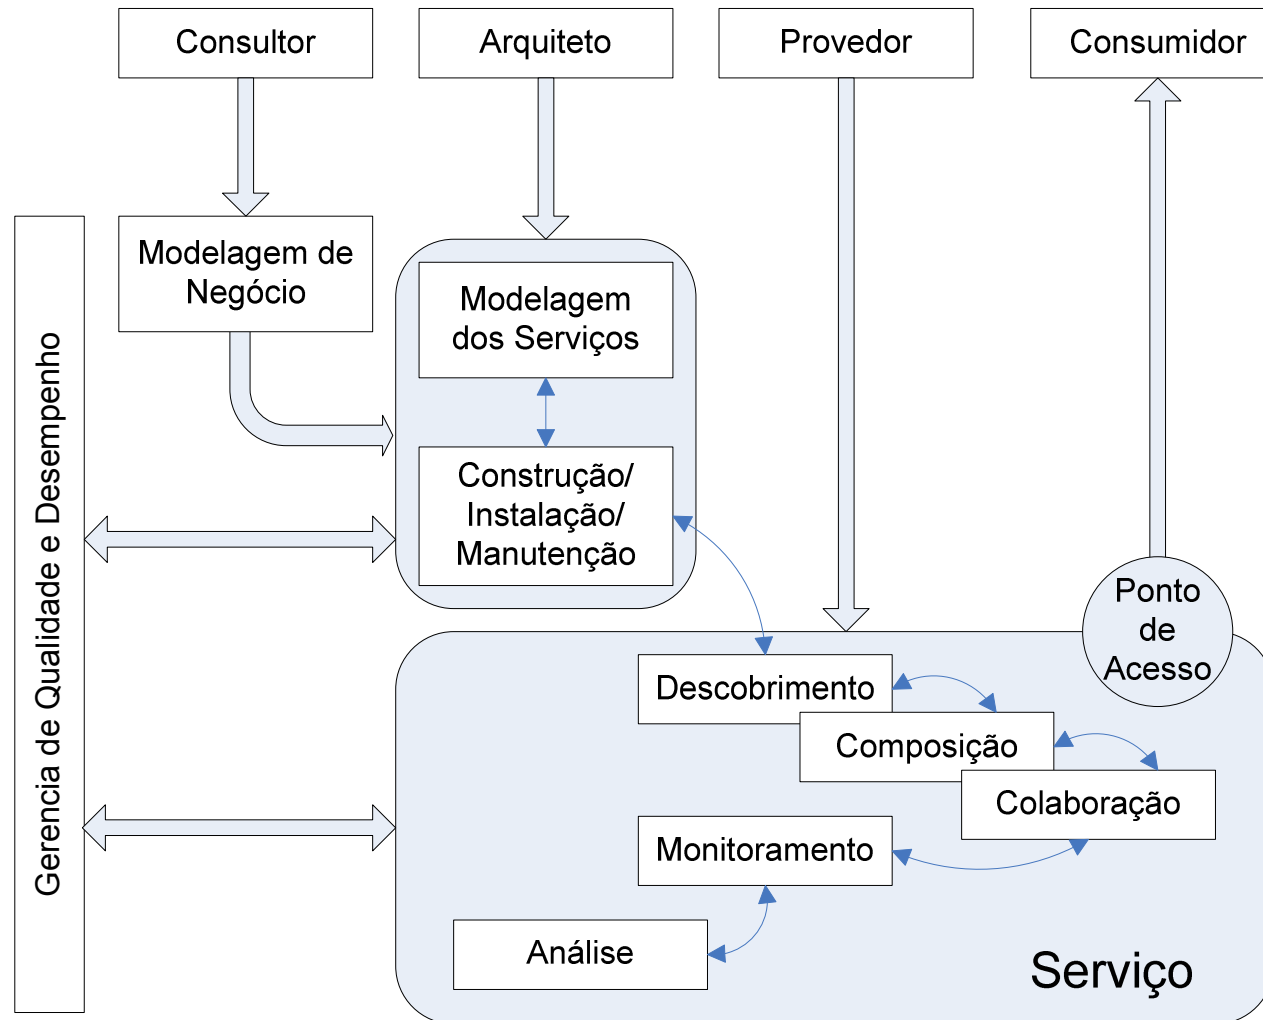 Consultor
Arquiteto
Provedor
Consumidor
Modelagem de
Negócio
Modelagem
dos Serviços
Construção/
Instalação/
Manutenção
Gerencia de Qualidade e Desempenho
Ponto
de
Acesso
Descobrimento
Composição
Colaboração
Monitoramento
Análise
Serviço